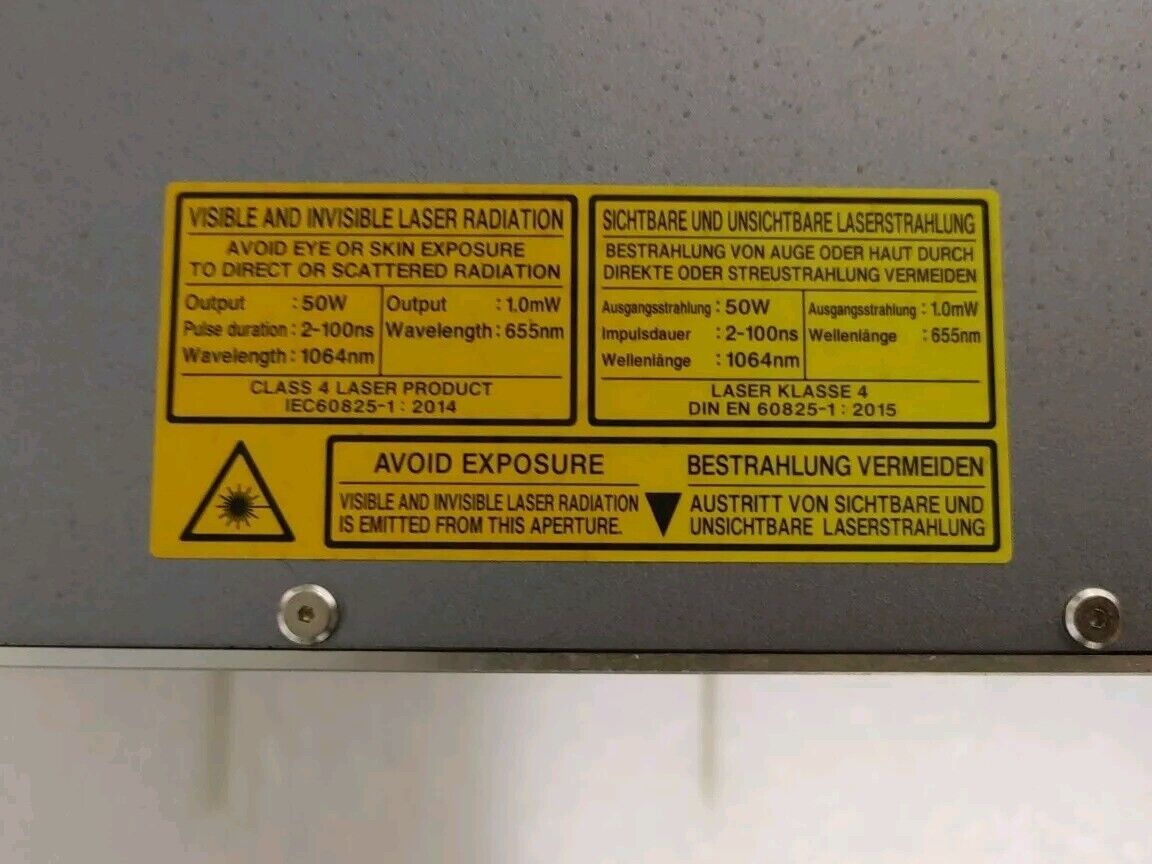 VISIBLE AND INVISIBLE LASER RADIATION
AVOID EYE OR SKIN EXPOSURE
TO DIRECT OR SCATTERED RADIATION
Output : 50W
Pulse duration : 2-100ns
Wavelength : 1064nm
Output : 1.0mW
Wavelength : 655nm
CLASS 4 LASER PRODUCT
IEC60825-1 : 2014
SICHTBARE UND UNSICHTBARE LASERSTRAHLUNG
BESTRAHLUNG VON AUGE ODER HAUT DURCH
DIREKTE ODER STREUSTRAHLUNG VERMEIDEN
Ausgangsstrahlung : 50W
Impulsdauer : 2-100ns
Wellenlänge : 1064nm
Ausgangsstrahlung : 1.0mW
Wellenlänge : 655nm
LASER KLASSE 4
DIN EN 60825-1 : 2015
AVOID EXPOSURE
VISIBLE AND INVISIBLE LASER RADIATION
IS EMITTED FROM THIS APERTURE.
BESTRAHLUNG VERMEIDEN
AUSTRITT VON SICHTBARE UND
UNSICHTBARE LASERSTRAHLUNG